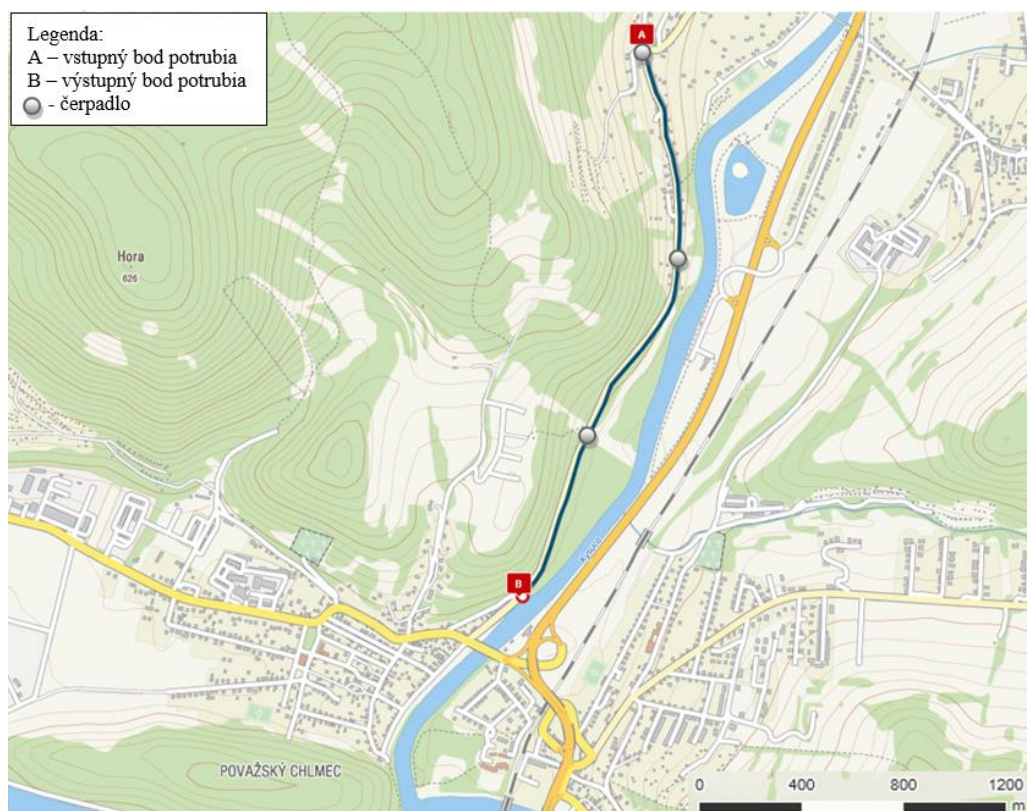 Legenda:
A – vstupný bod potrubia
B – výstupný bod potrubia
- čerpadlo
A
Hora
626
B
Kysuca
POVAŽSKÝ CHLMEC
0 400 800 1200
m